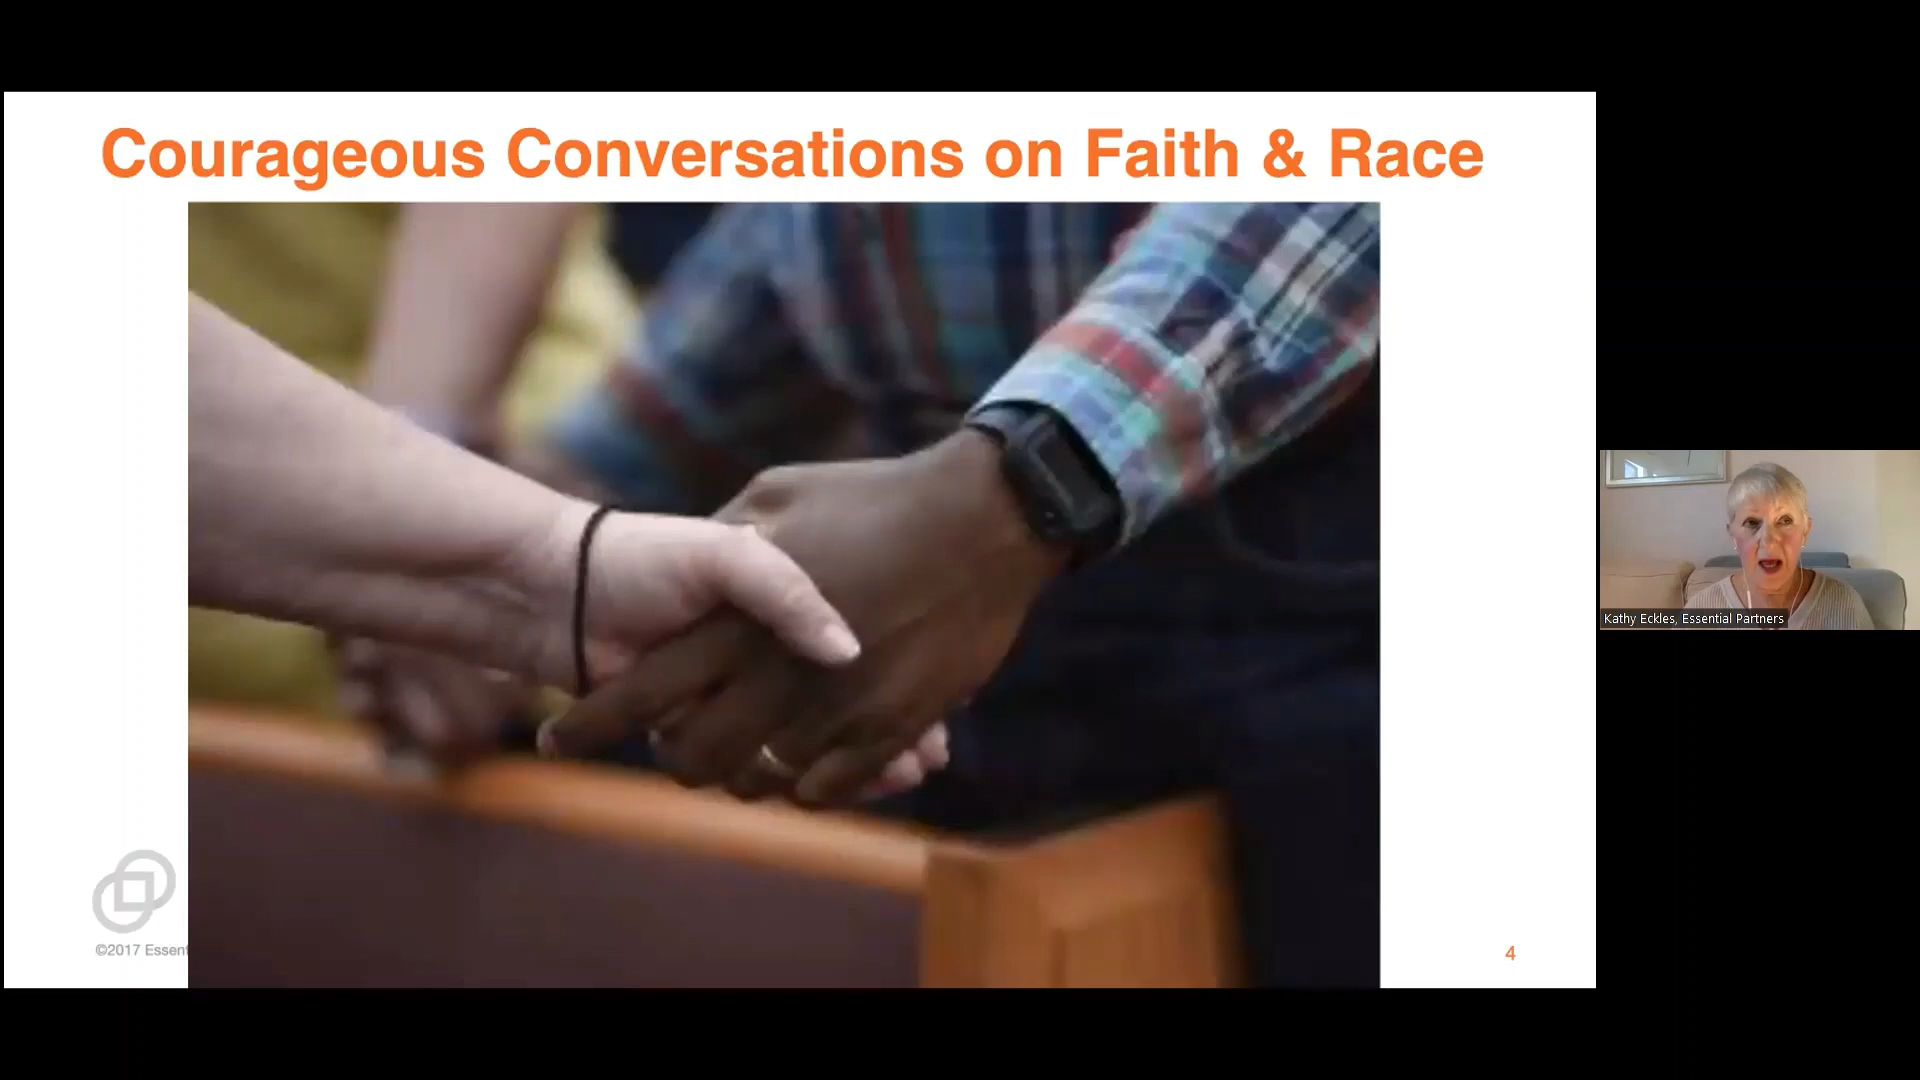 Courageous Conversations on Faith & Race
Kathy Eckles, Essential Partners
©2017 Essent
4